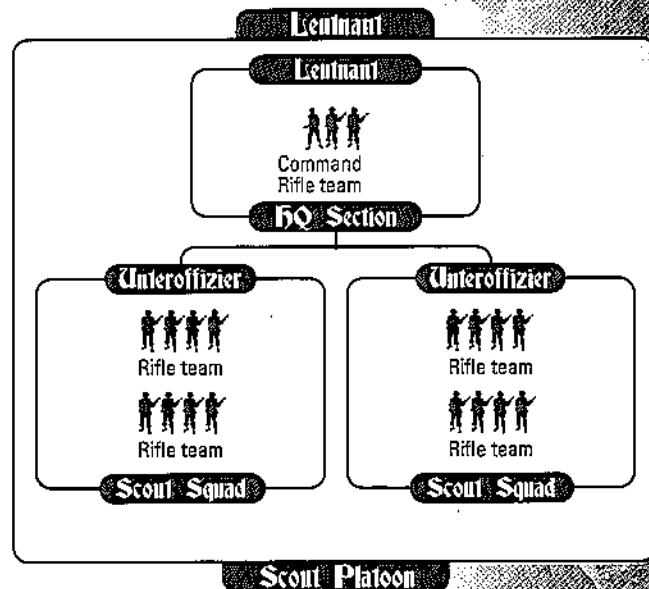 Leutnant
Leutnant
Command
Rifle team
HQ Section
Unteroffizier
Rifle team
Rifle team
Scout Squad
Unteroffizier
Rifle team
Rifle team
Scout Squad
Scout Platoon